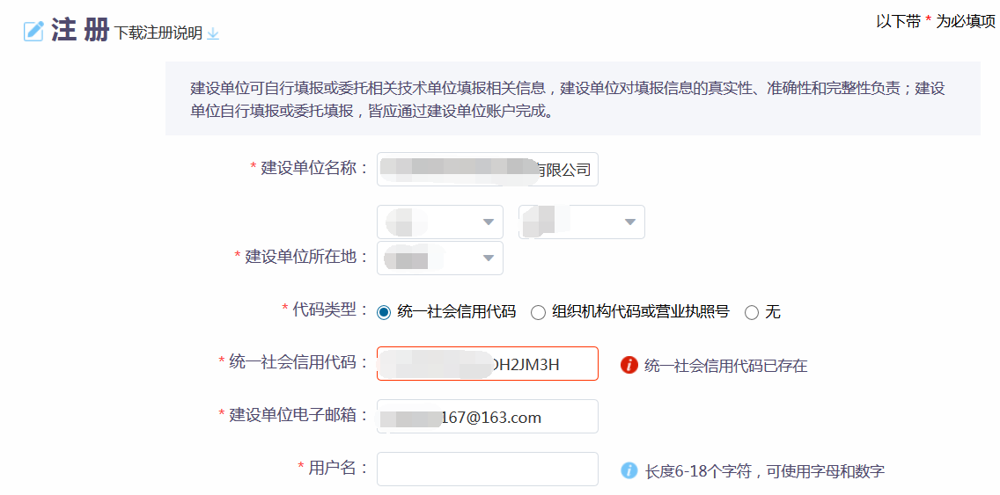 注 册 下载注册说明
以下带 * 为必填项
建设单位可自行填报或委托相关技术单位填报相关信息，建设单位对填报信息的真实性、准确性和完整性负责；建设
单位自行填报或委托填报，皆应通过建设单位账户完成。
* 建设单位名称： 有限公司
* 建设单位所在地：
* 代码类型： 统一社会信用代码 组织机构代码或营业执照号 无
* 统一社会信用代码： H2JM3H 统一社会信用代码已存在
* 建设单位电子邮箱： 167@163.com
* 用户名： 长度6-18个字符，可使用字母和数字